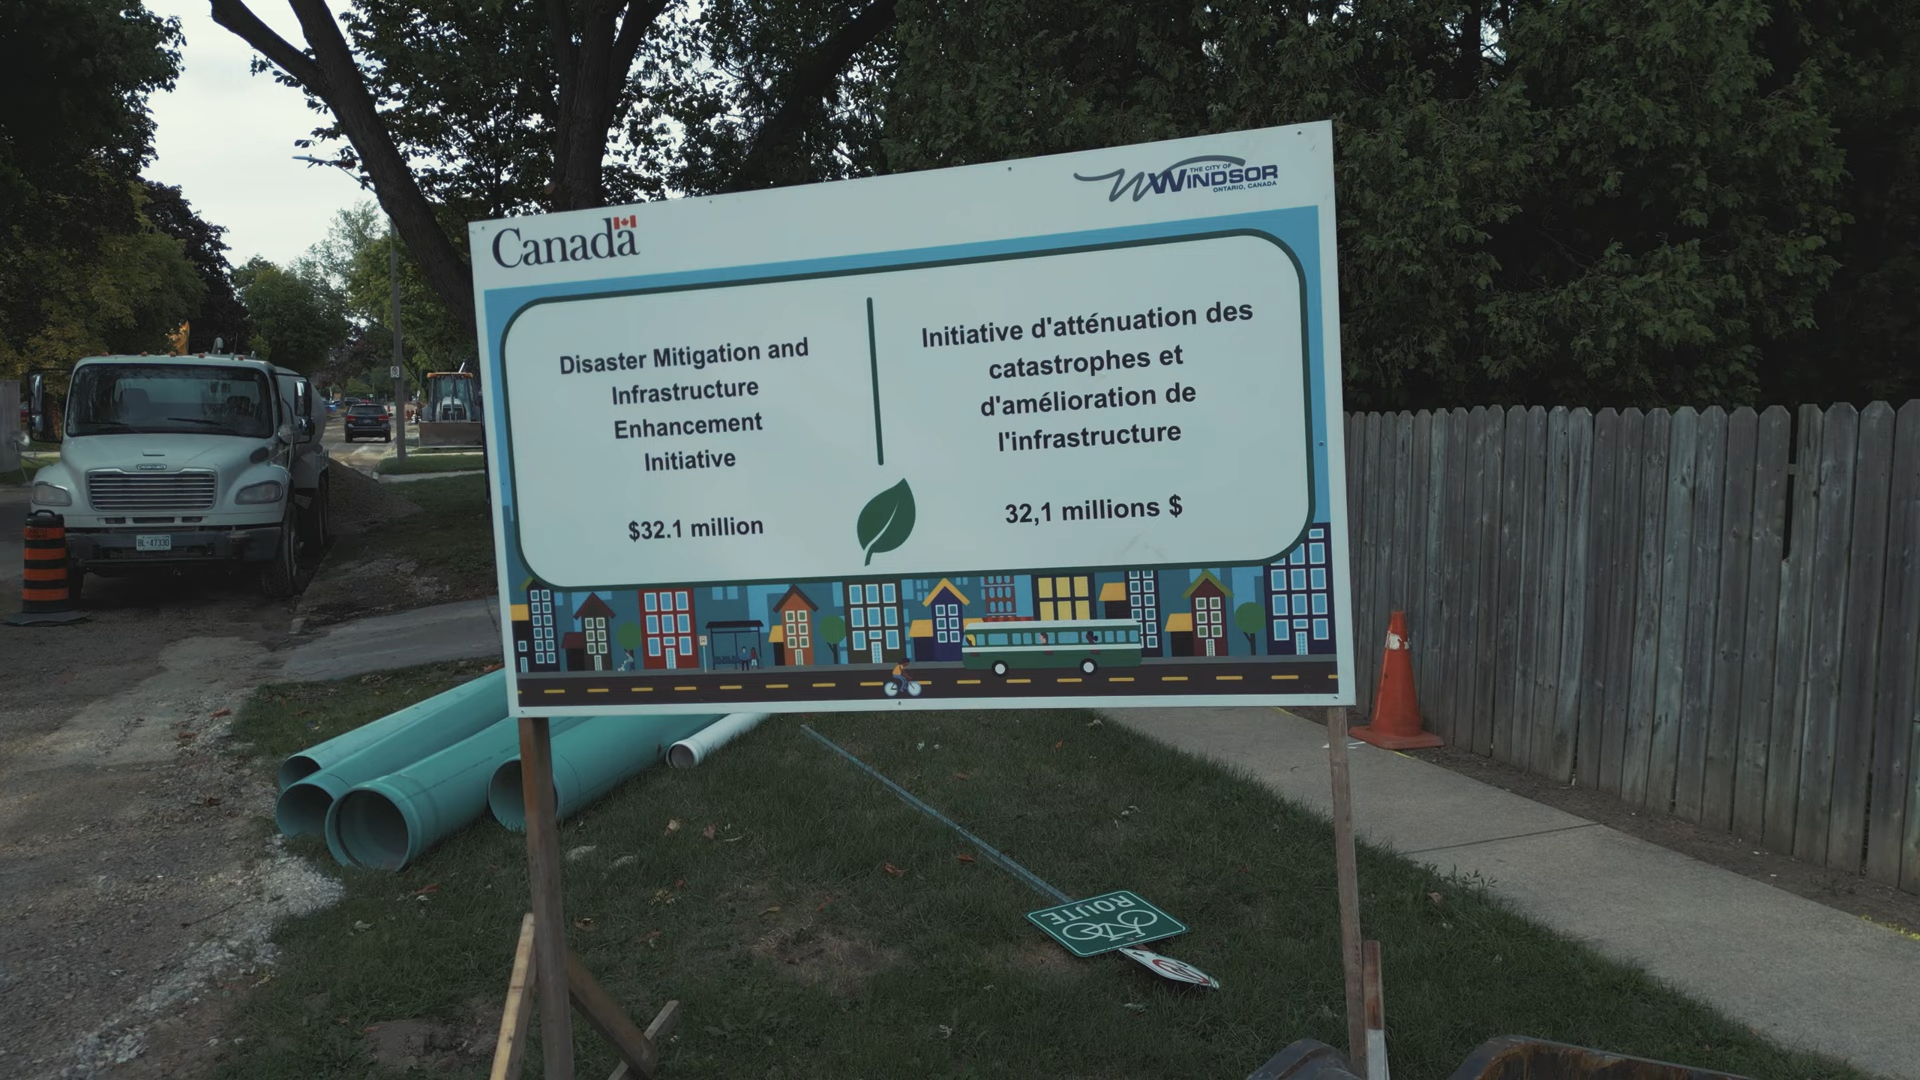 Canada
THE CITY OF
WINDSOR
ONTARIO, CANADA
Disaster Mitigation and
Infrastructure
Enhancement
Initiative
$32.1 million
Initiative d'atténuation des
catastrophes et
d'amélioration de
l'infrastructure
32,1 millions $
ROUTE